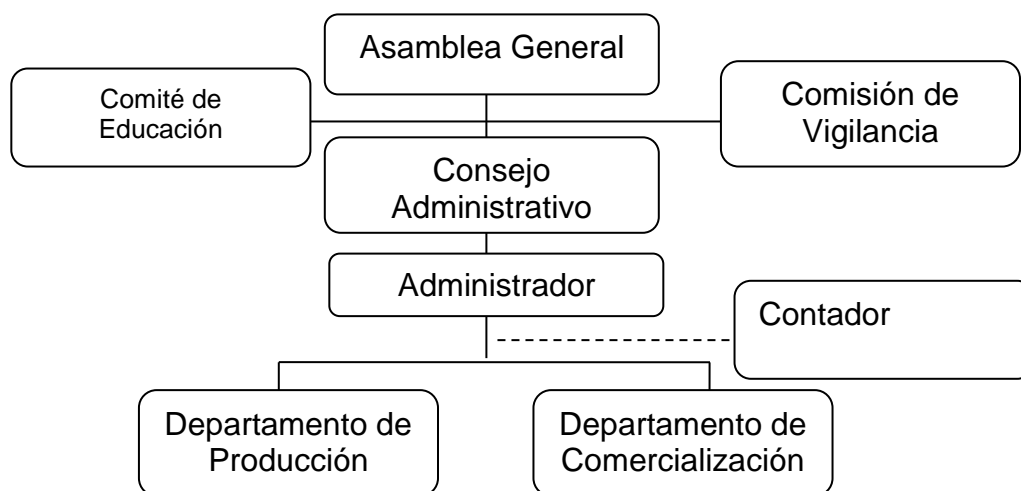 Asamblea General
Comité de
Educación
Comisión de
Vigilancia
Consejo
Administrativo
Administrador
Contador
Departamento de
Producción
Departamento de
Comercialización